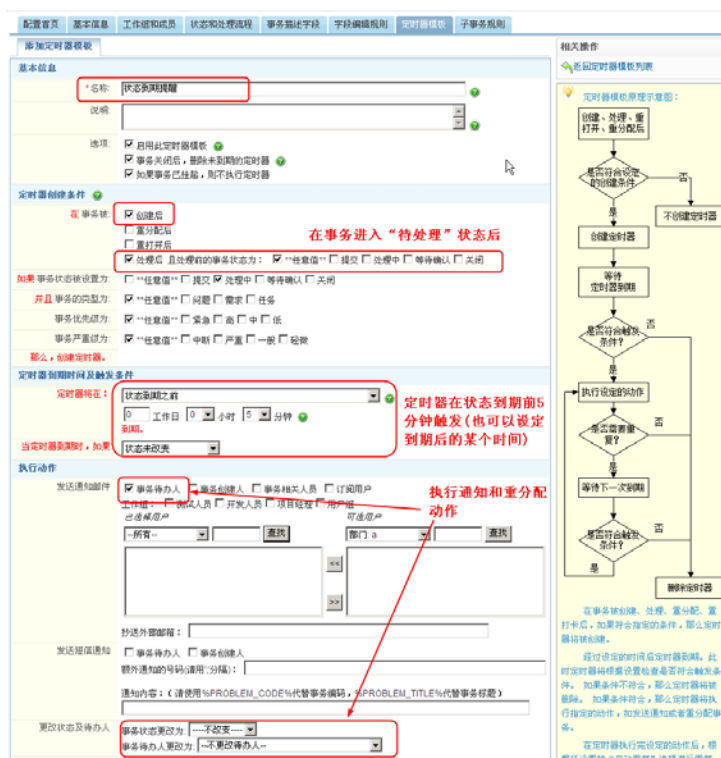 配置首页 基本信息 工作组和成员 状态和处理流程 事务描述字段 字段编辑规则 定时器模板 子事务规则
添加定时器模板
基本信息
*名称: 状态到期提醒
说明:
选项: 启用此定时器模板
事务关闭后，删除未到期的定时器
如果事务已挂起，则不执行定时器
定时器创建条件
在 事务被: 创建后
重分配后
重打开后
在事务进入“待处理”状态后
处理后 且处理前的事务状态为: **任意值** 提交 处理中 等待确认 关闭
如果 事务状态被设置为: **任意值** 提交 处理中 等待确认 关闭
并且 事务的类型为: **任意值** 问题 需求 任务
事务优先级为: **任意值** 紧急 高 中 低
事务严重级为: **任意值** 中断 严重 一般 轻微
那么，创建定时器。
定时器到期时间及触发条件
定时器将在： 状态到期之前
0 工作日 0 小时 5 分钟
到期。
定时器在状态到期前5
分钟触发(也可以设定
到期后的某个时间)
当定时器到期时，如果 状态未改变
执行动作
发送通知邮件 事务待办人 事务创建人 事务相关人员 订阅用户
工作组： 测试人员 开发人员 项目经理 用户组
执行通知和重分配
动作
已选择用户 可选用户
--所有-- 查找 部门: a 查找
<<
>>
抄送外部邮箱：
发送短信通知 事务待办人 事务创建人
额外通知的号码(请用';'分隔)：
通知内容：（请使用%PROBLEM_CODE%代替事务编码，%PROBLEM_TITLE%代替事务标题）
更改状态及待办人 事务状态更改为: ----不改变----
事务待办人更改为: --不更改待办人--
相关操作
返回定时器模板列表
定时器模板原理示意图：
创建、处理、重
打开、重分配后
是否符合设定
的创建条件
否
是
不创建定时器
创建定时器
等待
定时器到期
是否符合触发
条件？
否
是
执行设定的动作
是否需要重
复？
否
是
等待下一次到期
是否符合触发
条件？
否
是
删除定时器
在事务被创建、处理、重分配、重
打卡后，如果符合指定的条件，那么定时
器将被创建。
经过设定的时间后定时器到期。此
时定时器将根据设置检查是否符合触发条
件。 如果条件不符合，那么定时器将被
删除。 如果条件符合，那么定时器将执
行指定的动作，如发送通知或者重分配事
务。
在定时器执行完设定的动作后，根